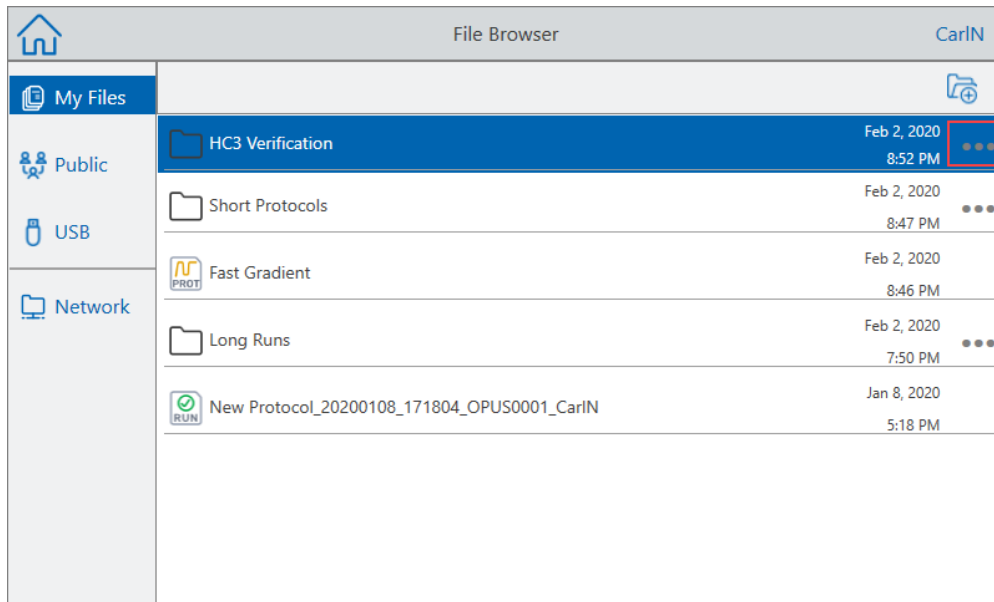 File Browser
CarlN
My Files
Public
USB
Network
HC3 Verification
Feb 2, 2020
8:52 PM
Short Protocols
Feb 2, 2020
8:47 PM
PROT
Fast Gradient
Feb 2, 2020
8:46 PM
Long Runs
Feb 2, 2020
7:50 PM
RUN
New Protocol_20200108_171804_OPUS0001_CarlN
Jan 8, 2020
5:18 PM